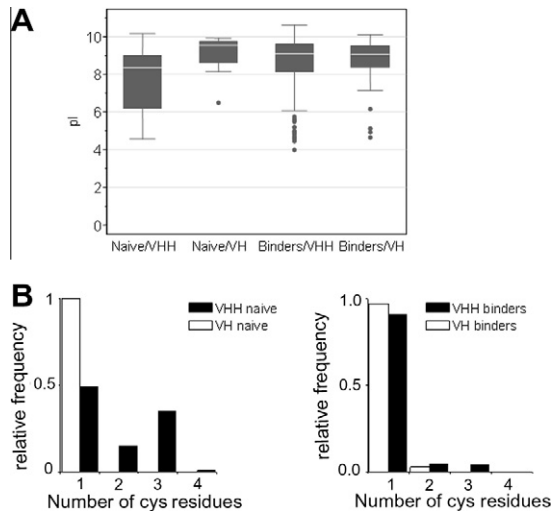 A
10
8
6
4
2
0
pI
Naive/VHH Naive/VH Binders/VHH Binders/VH
B
1
0.5
0
relative frequency
VHH naive
VH naive
1 2 3 4
Number of cys residues
1.0
0.5
0.0
relative frequency
VHH binders
VH binders
1 2 3 4
Number of cys residues